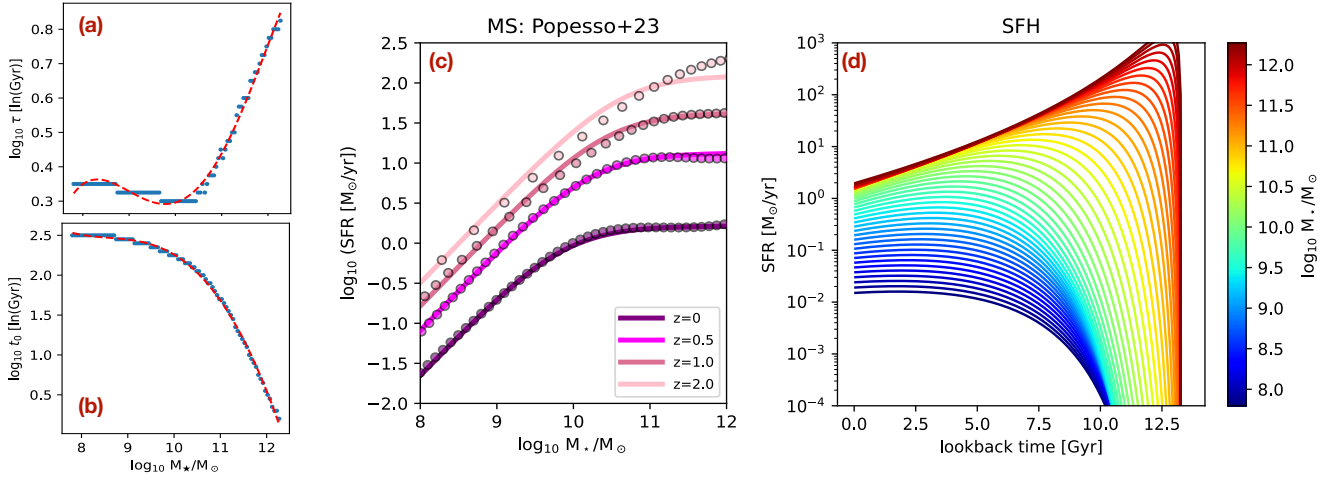 (a)
log₁₀ τ [ln(Gyr)]
0.8
0.7
0.6
0.5
0.4
0.3
(b)
log₁₀ t₀ [ln(Gyr)]
2.5
2.0
1.5
1.0
0.5
8 9 10 11 12
log₁₀ M★/M⊙
MS: Popesso+23
(c)
log₁₀ (SFR [M⊙/yr])
2.5
2.0
1.5
1.0
0.5
0.0
−0.5
−1.0
−1.5
−2.0
z=0
z=0.5
z=1.0
z=2.0
8 9 10 11 12
log₁₀ M⋆/M⊙
SFH
(d)
SFR [M⊙/yr]
10³
10²
10¹
10⁰
10⁻¹
10⁻²
10⁻³
10⁻⁴
0.0 2.5 5.0 7.5 10.0 12.5
lookback time [Gyr]
12.0
11.5
11.0
10.5
10.0
9.5
9.0
8.5
8.0
log₁₀ M⋆/M⊙